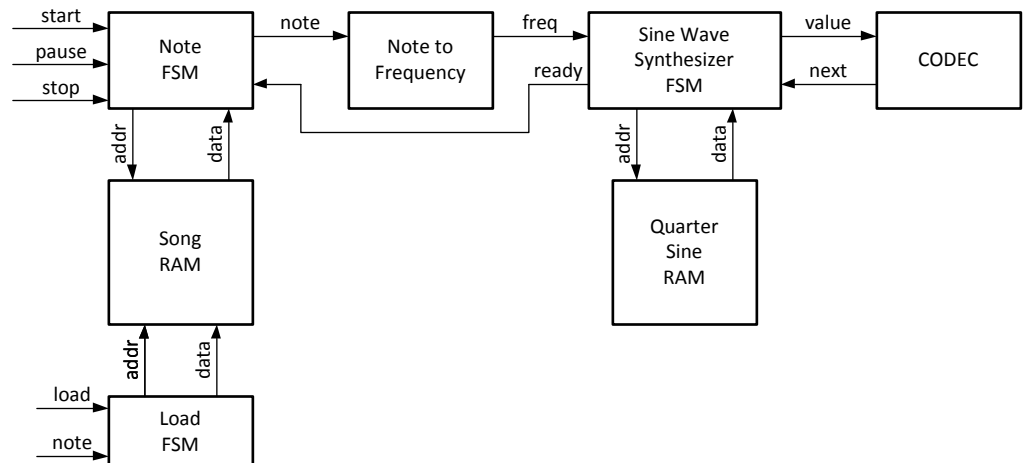 start
pause
stop
Note
FSM
note
Note to
Frequency
freq
ready
Sine Wave
Synthesizer
FSM
value
next
CODEC
addr
data
addr
data
Song
RAM
Quarter
Sine
RAM
addr
data
load
note
Load
FSM